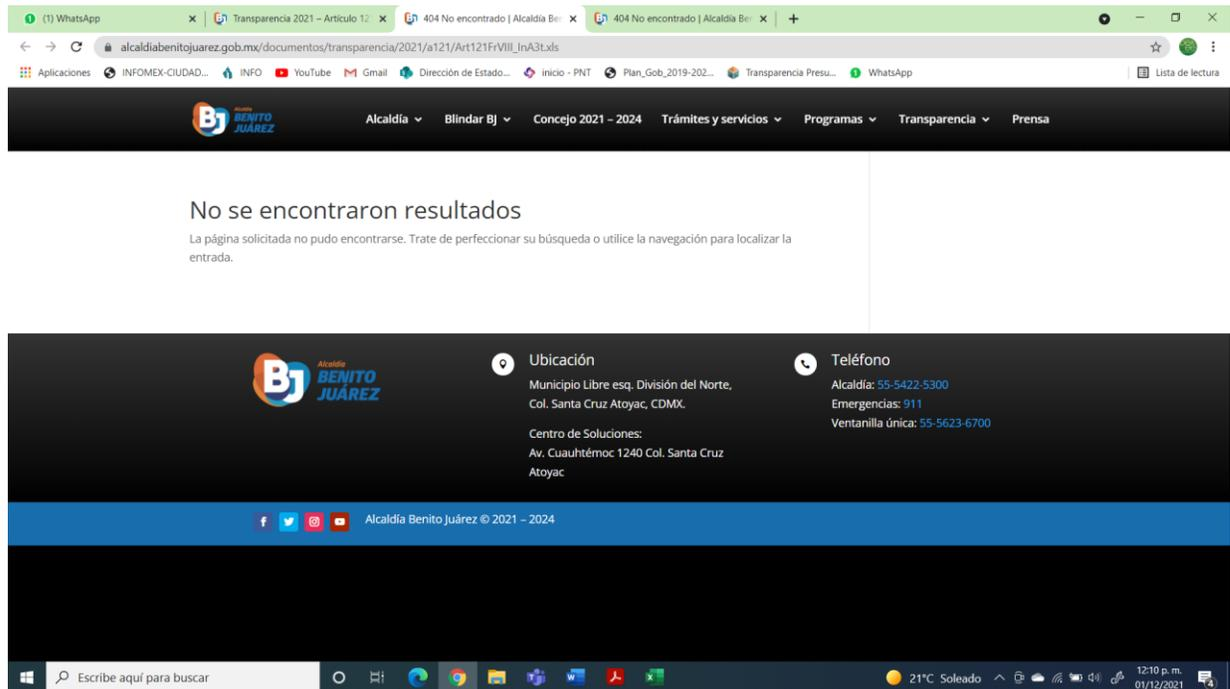 (1) WhatsApp
Transparencia 2021 – Artículo 12
404 No encontrado | Alcaldía Be
404 No encontrado | Alcaldía Ber
alcaldiabenitojuarez.gob.mx/documentos/transparencia/2021/a121/Art121FrVIII_InA3t.xls
Aplicaciones INFOMEX-CIUDAD... INFO YouTube Gmail Dirección de Estado... inicio - PNT Plan_Gob_2019-202... Transparencia Presu... WhatsApp Lista de lectura
Alcaldía BENITO JUÁREZ
Alcaldía Blindar BJ Concejo 2021 – 2024 Trámites y servicios Programas Transparencia Prensa
No se encontraron resultados
La página solicitada no pudo encontrarse. Trate de perfeccionar su búsqueda o utilice la navegación para localizar la
entrada.
BJ
Alcaldía
BENITO
JUÁREZ
Ubicación
Municipio Libre esq. División del Norte,
Col. Santa Cruz Atoyac, CDMX.
Centro de Soluciones:
Av. Cuauhtémoc 1240 Col. Santa Cruz
Atoyac
Teléfono
Alcaldía: 55-5422-5300
Emergencias: 911
Ventanilla única: 55-5623-6700
Alcaldía Benito Juárez © 2021 – 2024
Escribe aquí para buscar
21°C Soleado
12:10 p. m.
01/12/2021
4